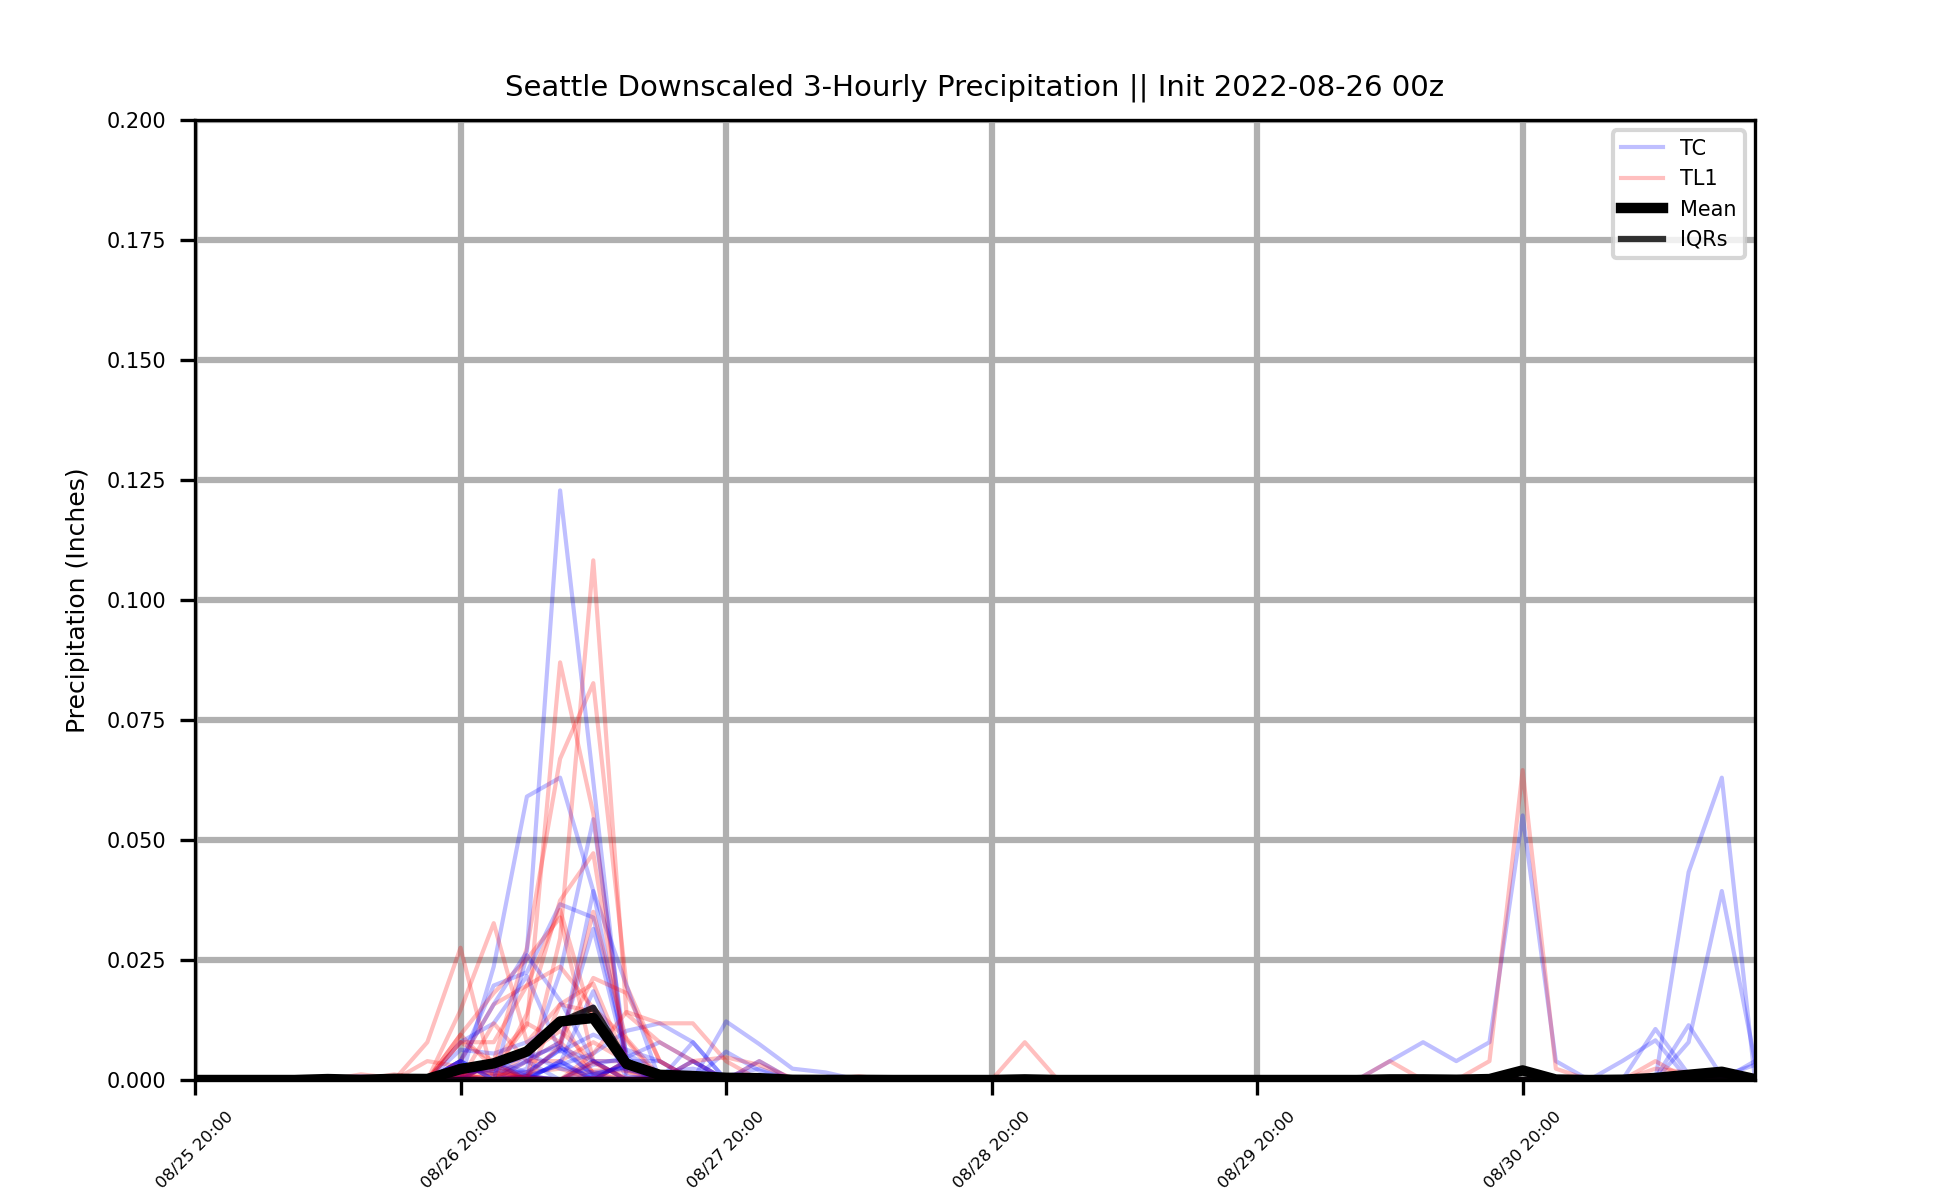 Seattle Downscaled 3-Hourly Precipitation || Init 2022-08-26 00z
Precipitation (Inches)
0.200
0.175
0.150
0.125
0.100
0.075
0.050
0.025
0.000
TC
TL1
Mean
IQRs
08/25 20:00
08/26 20:00
08/27 20:00
08/28 20:00
08/29 20:00
08/30 20:00